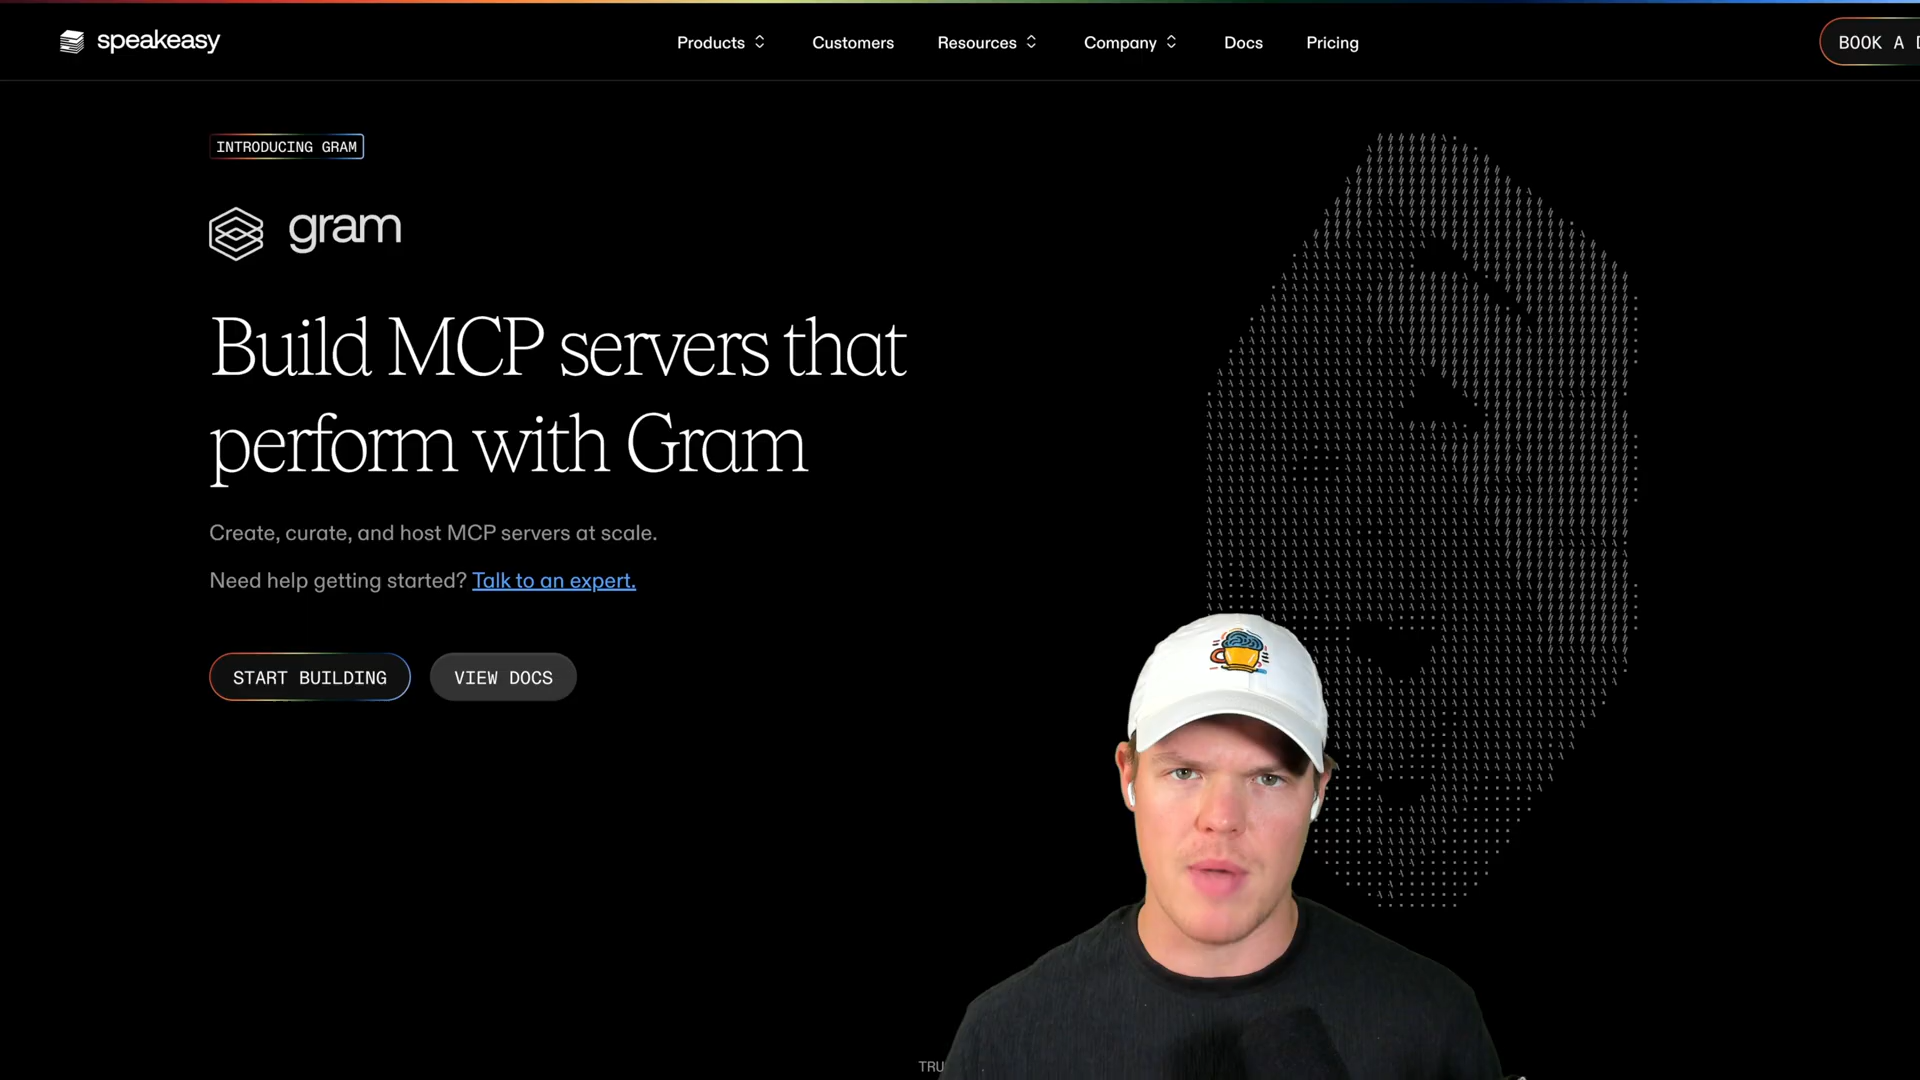 speakeasy
Products
Customers
Resources
Company
Docs
Pricing
BOOK A
INTRODUCING GRAM
gram
Build MCP servers that
perform with Gram
Create, curate, and host MCP servers at scale.
Need help getting started? Talk to an expert.
START BUILDING
VIEW DOCS
TRU